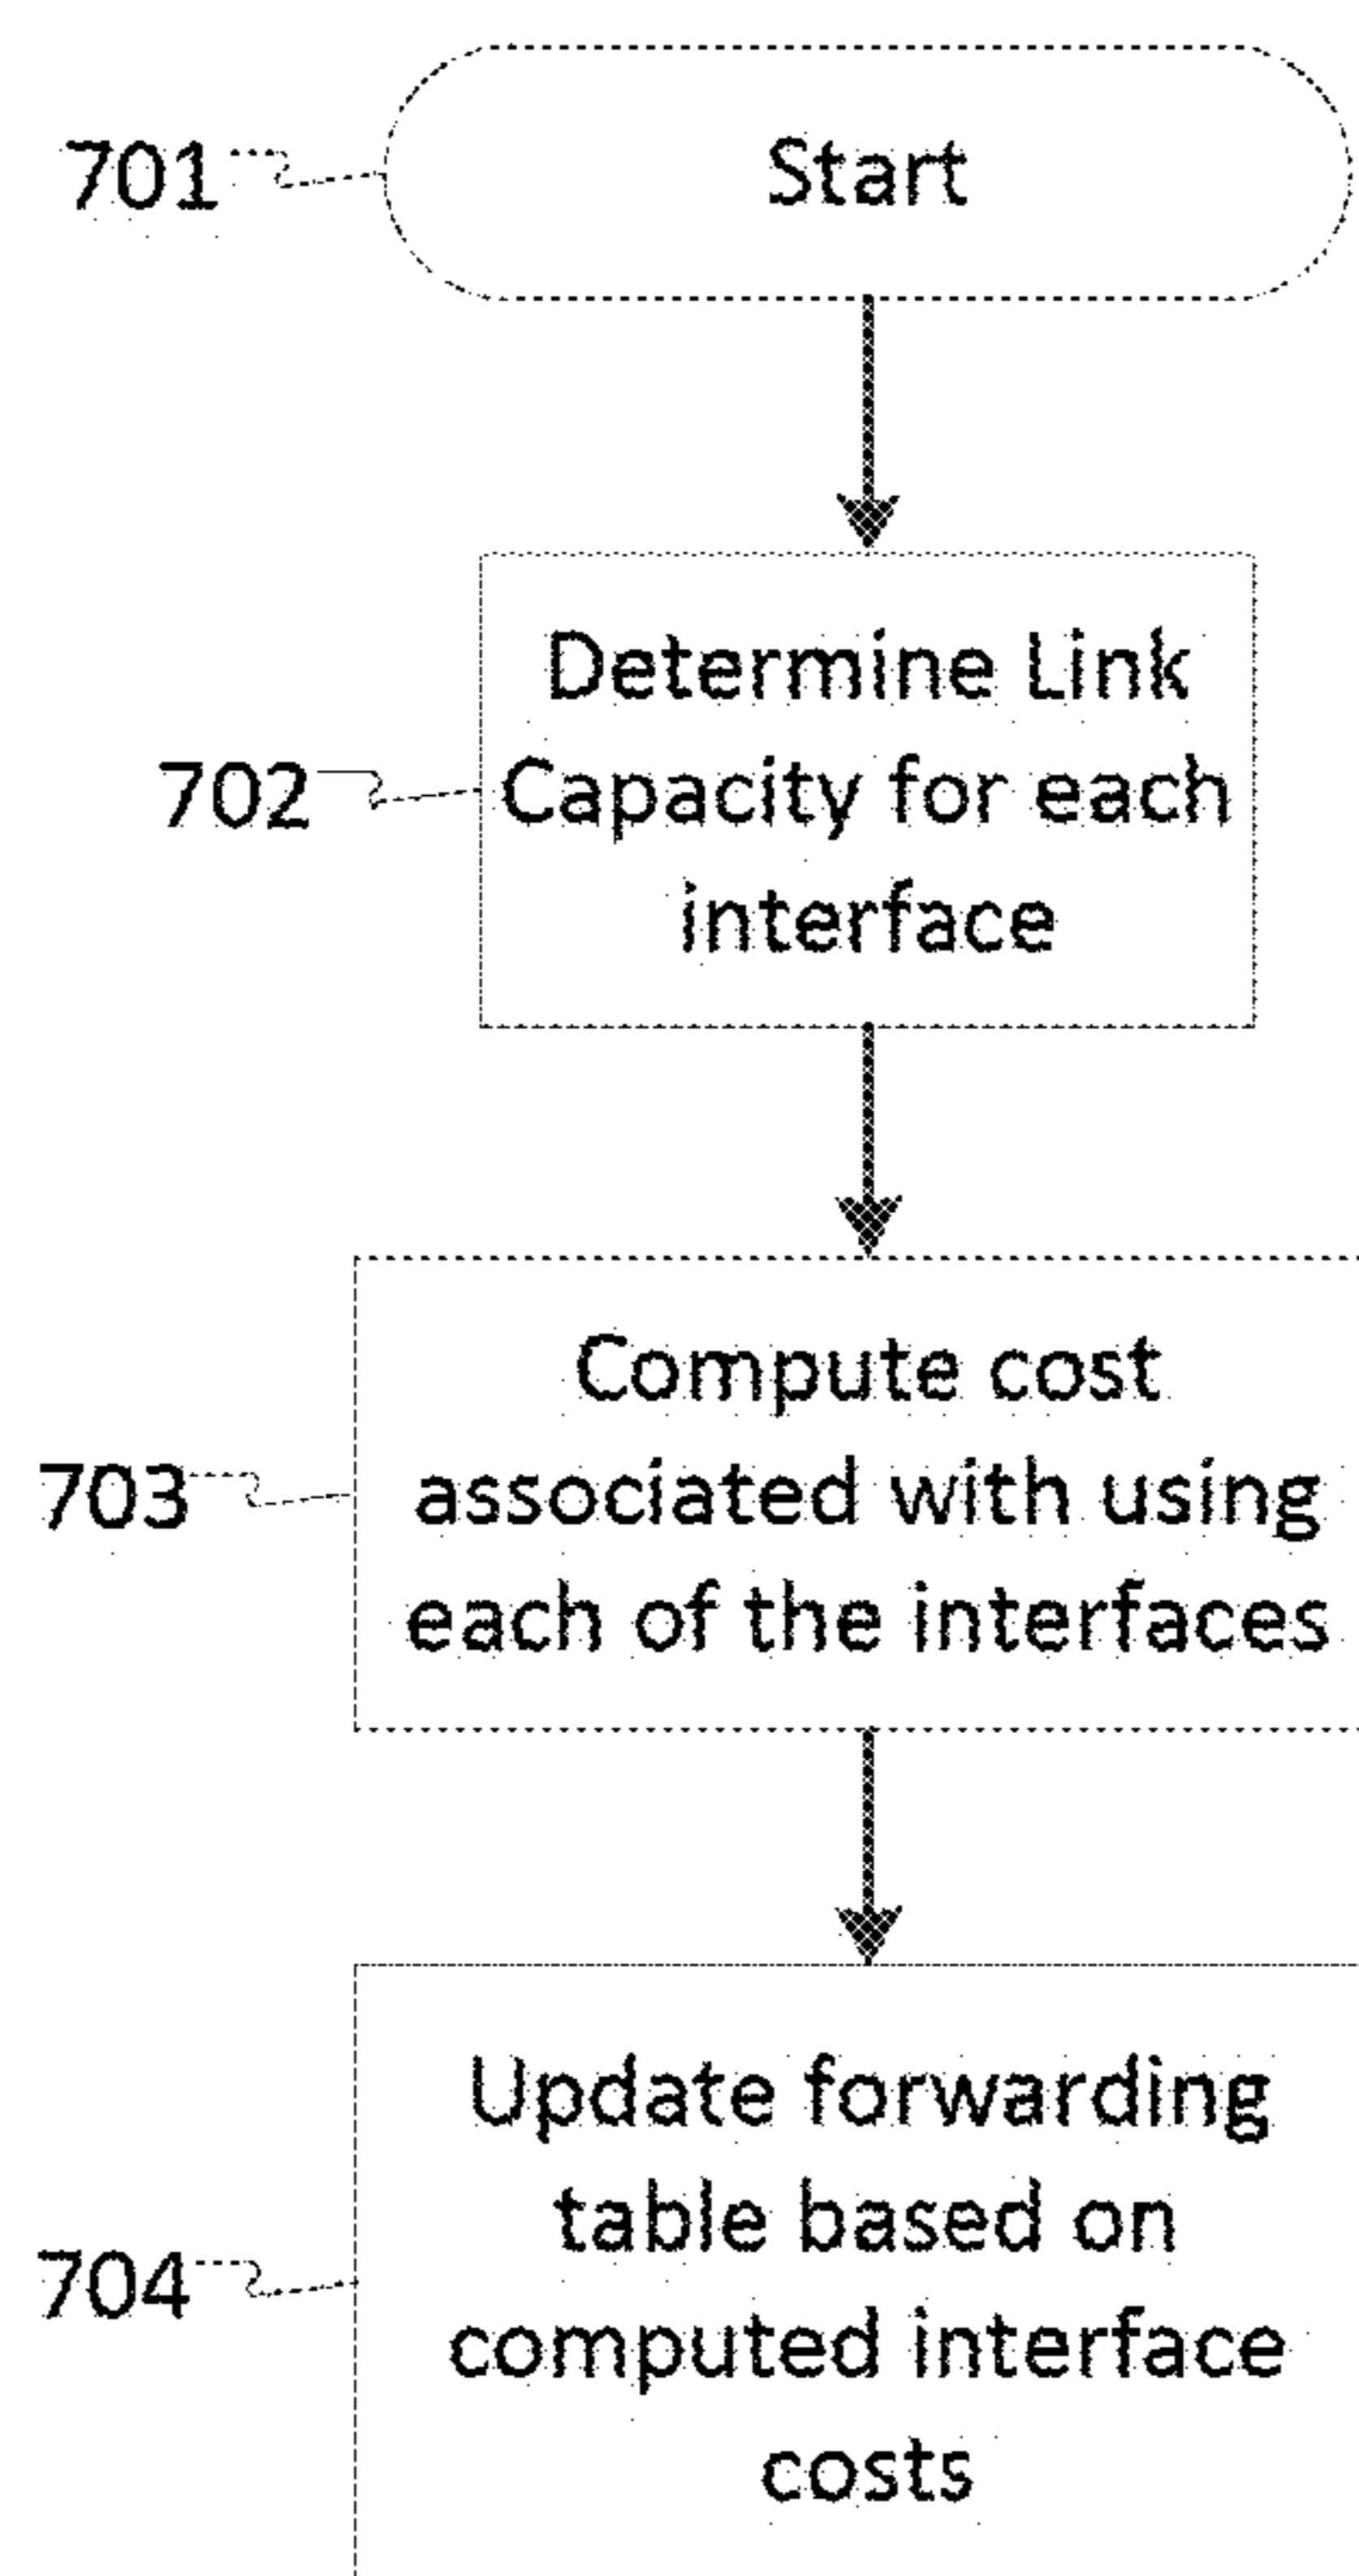 701
Start
702
Determine Link
Capacity for each
interface
703
Compute cost
associated with using
each of the interfaces
704
Update forwarding
table based on
computed interface
costs